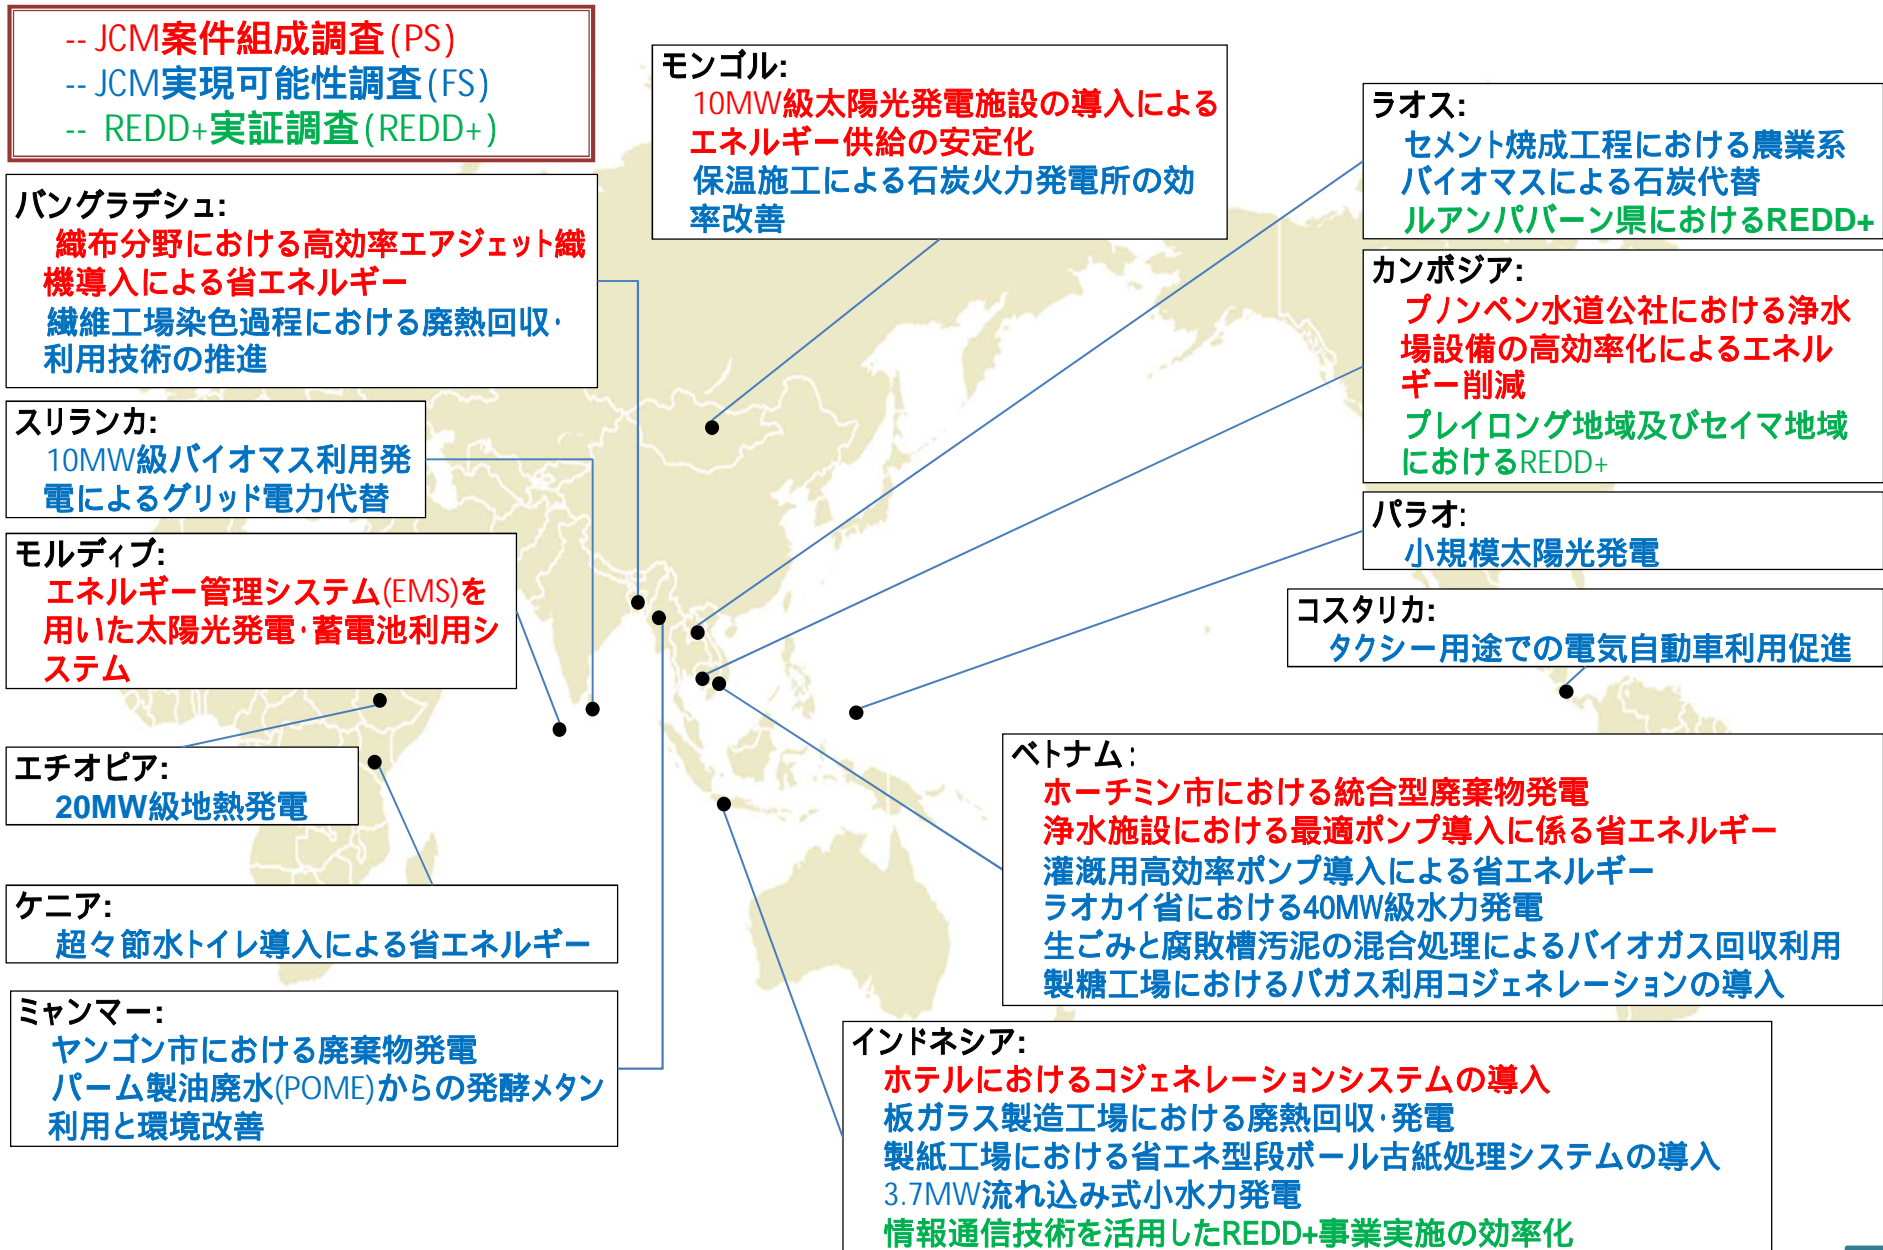 -- JCM案件組成調査(PS)
-- JCM実現可能性調査(FS)
-- REDD+実証調査(REDD+)
モンゴル:
10MW級太陽光発電施設の導入による
エネルギー供給の安定化
保温施工による石炭火力発電所の効
率改善
ラオス:
セメント焼成工程における農業系
バイオマスによる石炭代替
ルアンパバーン県におけるREDD+
バングラデシュ:
織布分野における高効率エアジェット織
機導入による省エネルギー
繊維工場染色過程における廃熱回収・
利用技術の推進
カンボジア:
プノンペン水道公社における浄水
場設備の高効率化によるエネル
ギー削減
プレイロング地域及びセイマ地域
におけるREDD+
スリランカ:
10MW級バイオマス利用発
電によるグリッド電力代替
パラオ:
小規模太陽光発電
モルディブ:
エネルギー管理システム(EMS)を
用いた太陽光発電・蓄電池利用シ
ステム
コスタリカ:
タクシー用途での電気自動車利用促進
エチオピア:
20MW級地熱発電
ベトナム:
ホーチミン市における統合型廃棄物発電
浄水施設における最適ポンプ導入に係る省エネルギー
灌漑用高効率ポンプ導入による省エネルギー
ラオカイ省における40MW級水力発電
生ごみと腐敗槽汚泥の混合処理によるバイオガス回収利用
製糖工場におけるバガス利用コジェネレーションの導入
ケニア:
超々節水トイレ導入による省エネルギー
ミャンマー:
ヤンゴン市における廃棄物発電
パーム製油廃水(POME)からの発酵メタン
利用と環境改善
インドネシア:
ホテルにおけるコジェネレーションシステムの導入
板ガラス製造工場における廃熱回収・発電
製紙工場における省エネ型段ボール古紙処理システムの導入
3.7MW流れ込み式小水力発電
情報通信技術を活用したREDD+事業実施の効率化